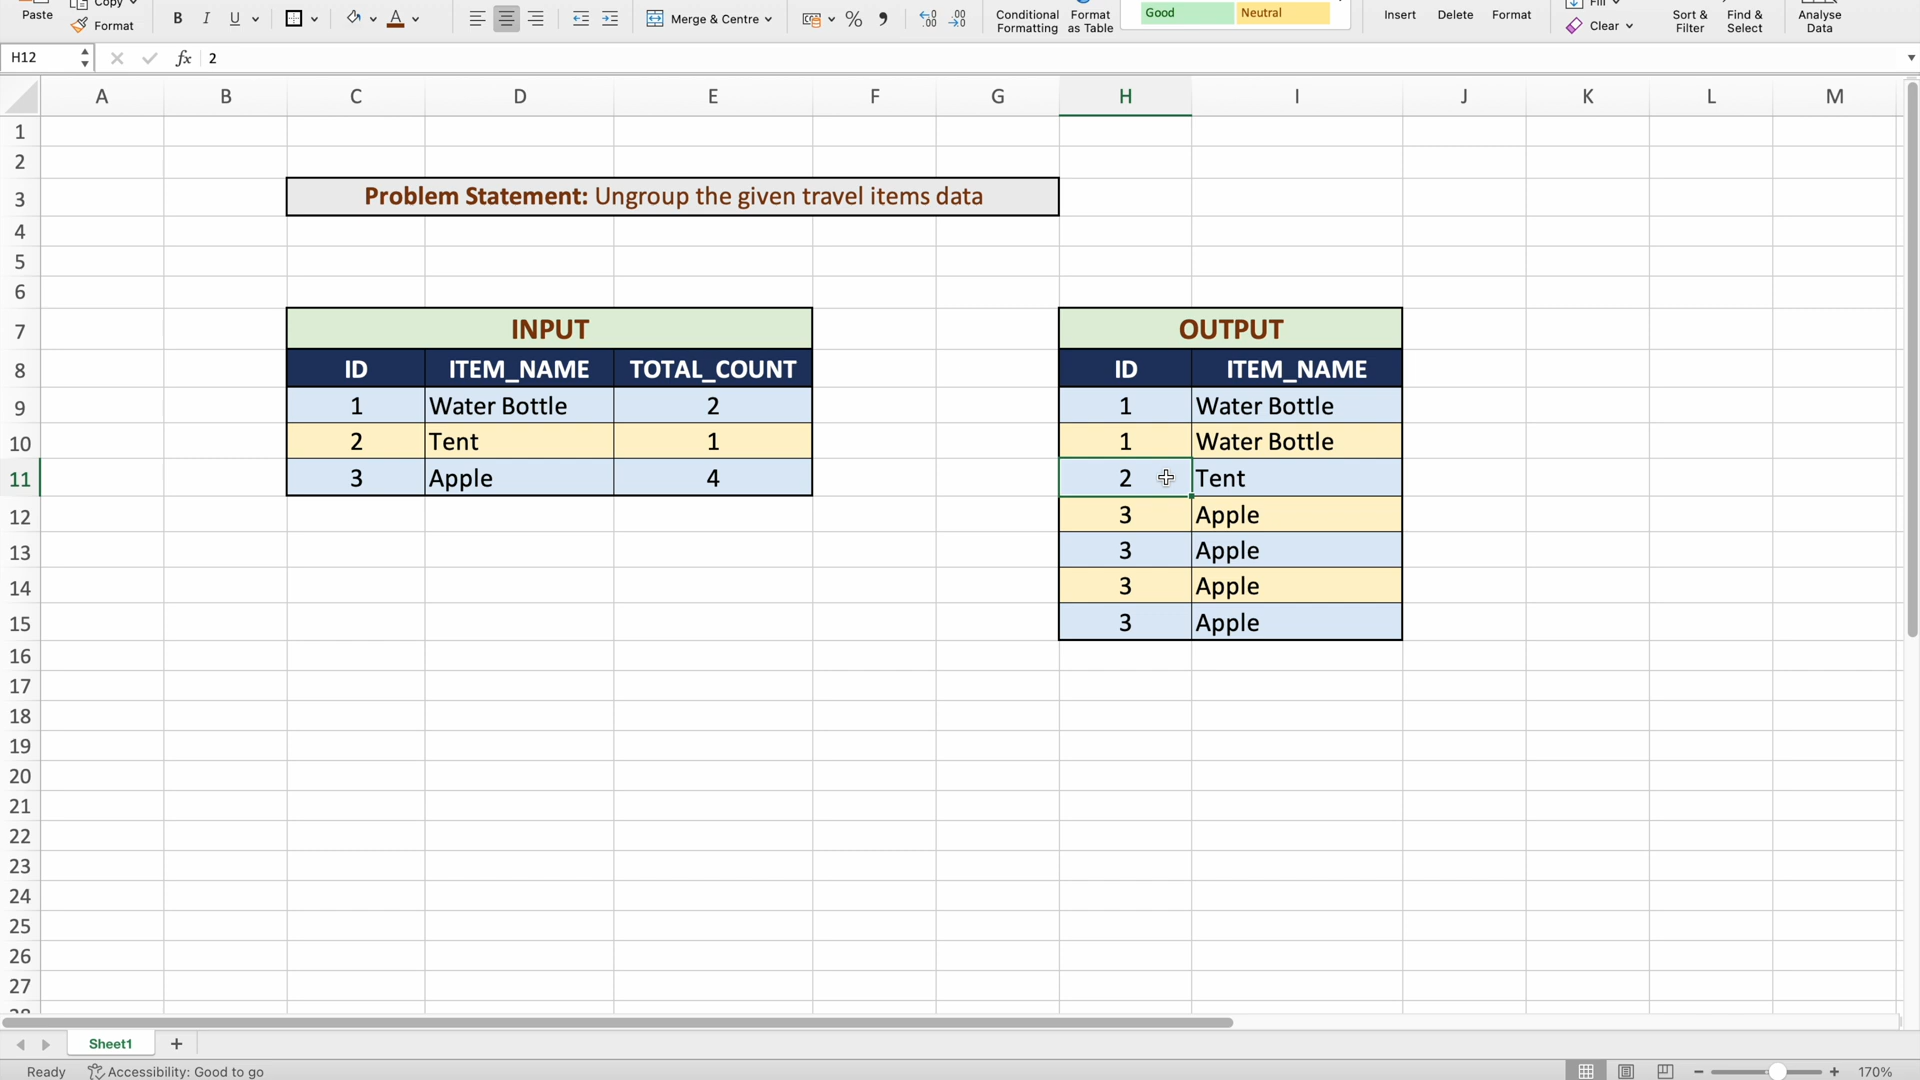 Paste
Copy
Format
B I U
A
Merge & Centre
%
Conditional Formatting
Format as Table
Good
Neutral
Insert
Delete
Format
Fill
Clear
Sort & Filter
Find & Select
Analyse Data
H12
fx
2
A B C D E F G H I J K L M
1
2
3 Problem Statement: Ungroup the given travel items data
4
5
6
7 INPUT OUTPUT
8 ID ITEM_NAME TOTAL_COUNT ID ITEM_NAME
9 1 Water Bottle 2 1 Water Bottle
10 2 Tent 1 1 Water Bottle
11 3 Apple 4 2 Tent
12 3 Apple
13 3 Apple
14 3 Apple
15 3 Apple
16
17
18
19
20
21
22
23
24
25
26
27
Sheet1
Ready
Accessibility: Good to go
170%